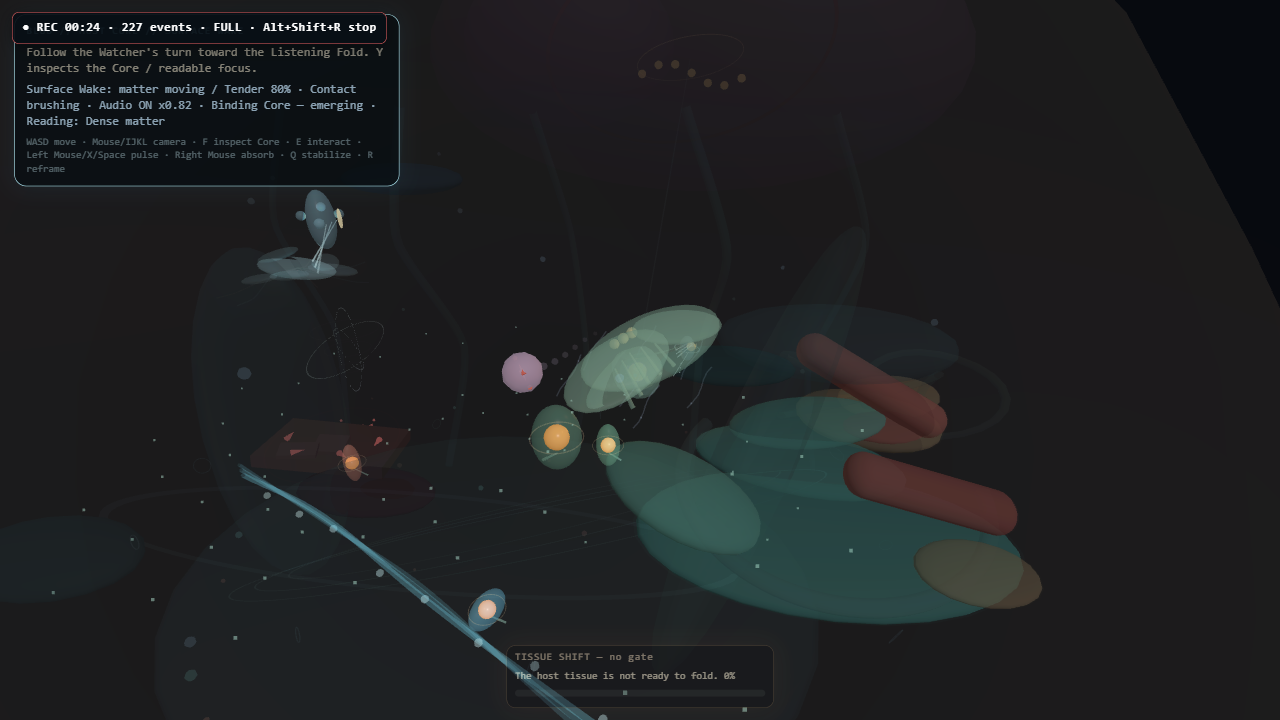 ● REC 00:24 · 227 events · FULL · Alt+Shift+R stop
Follow the Watcher's turn toward the Listening Fold. Y
inspects the Core / readable focus.
Surface Wake: matter moving / Tender 80% · Contact
brushing · Audio ON x0.82 · Binding Core — emerging ·
Reading: Dense matter
WASD move · Mouse/IJKL camera · F inspect Core · E interact ·
Left Mouse/X/Space pulse · Right Mouse absorb · Q stabilize · R
reframe
TISSUE SHIFT — no gate
The host tissue is not ready to fold. 0%